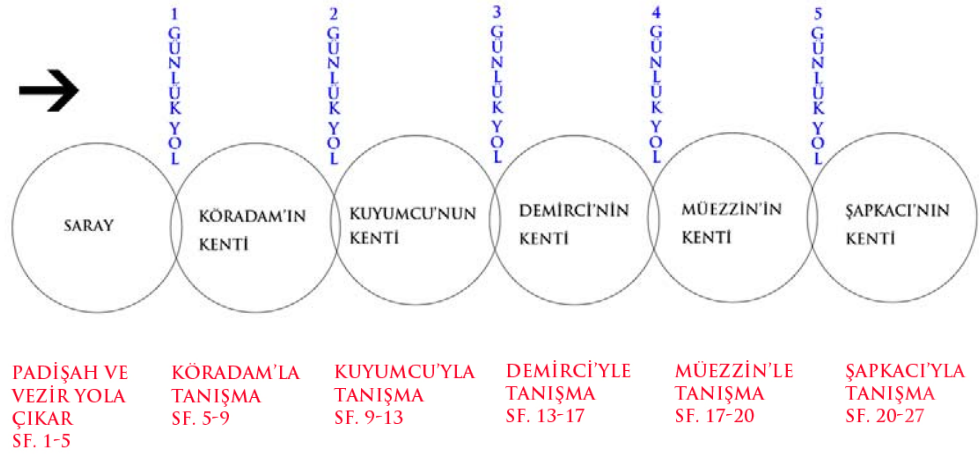 1 GÜNLÜK YOL
2 GÜNLÜK YOL
3 GÜNLÜK YOL
4 GÜNLÜK YOL
5 GÜNLÜK YOL
SARAY
KÖRADAM'IN
KENTİ
KUYUMCU'NUN
KENTİ
DEMİRCİ'NİN
KENTİ
MÜEZZİN'İN
KENTİ
ŞAPKACI'NIN
KENTİ
PADİŞAH VE
VEZİR YOLA
ÇIKAR
SF. 1-5
KÖRADAM'LA
TANIŞMA
SF. 5-9
KUYUMCU'YLA
TANIŞMA
SF. 9-13
DEMİRCİ'YLE
TANIŞMA
SF. 13-17
MÜEZZİN'LE
TANIŞMA
SF. 17-20
ŞAPKACI'YLA
TANIŞMA
SF. 20-27